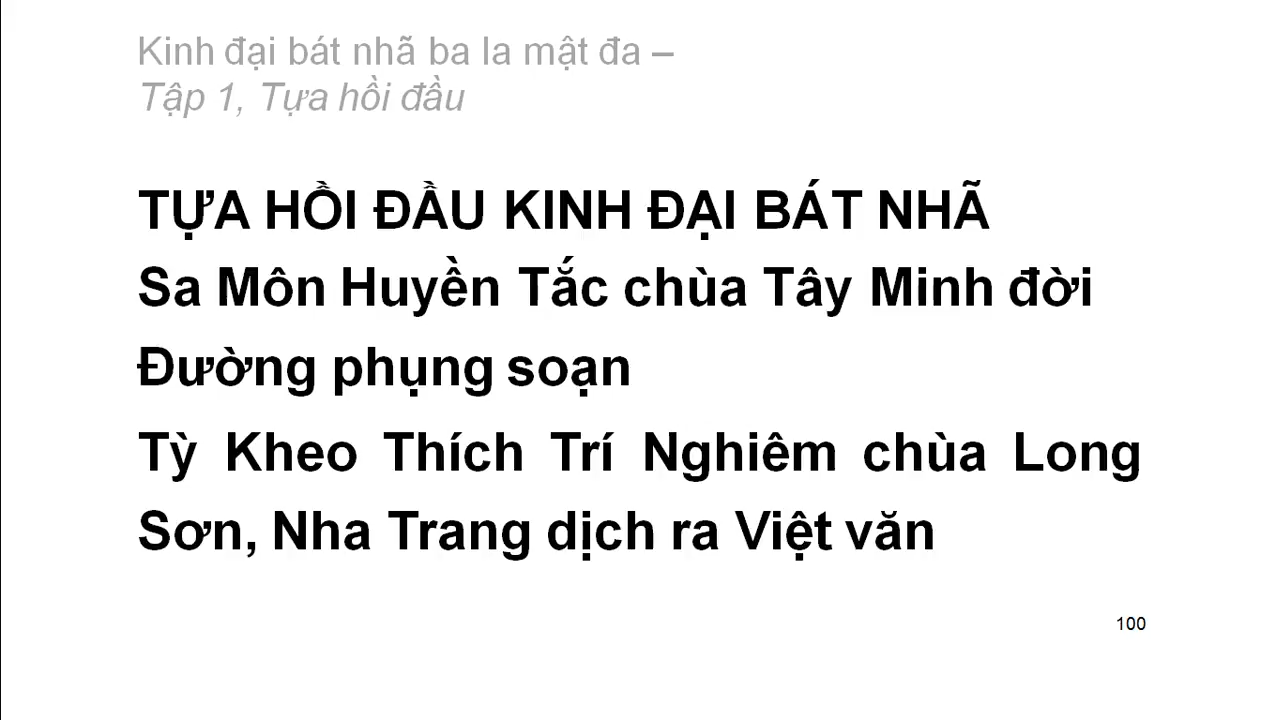 Kinh đại bát nhã ba la mật đa –
Tập 1, Tựa hồi đầu
TỰA HỒI ĐẦU KINH ĐẠI BÁT NHÃ
Sa Môn Huyền Tắc chùa Tây Minh đời
Đường phụng soạn
Tỳ Kheo Thích Trí Nghiêm chùa Long
Sơn, Nha Trang dịch ra Việt văn
100